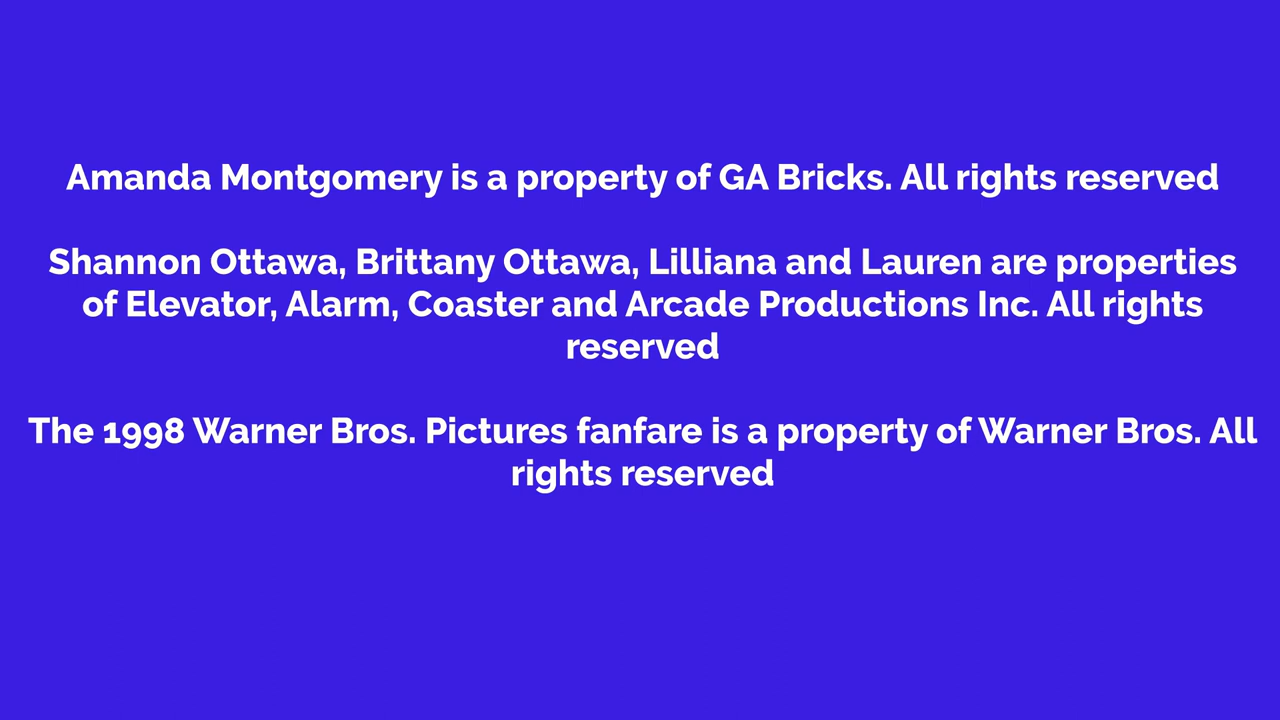 Amanda Montgomery is a property of GA Bricks. All rights reserved
Shannon Ottawa, Brittany Ottawa, Lilliana and Lauren are properties
of Elevator, Alarm, Coaster and Arcade Productions Inc. All rights
reserved
The 1998 Warner Bros. Pictures fanfare is a property of Warner Bros. All
rights reserved